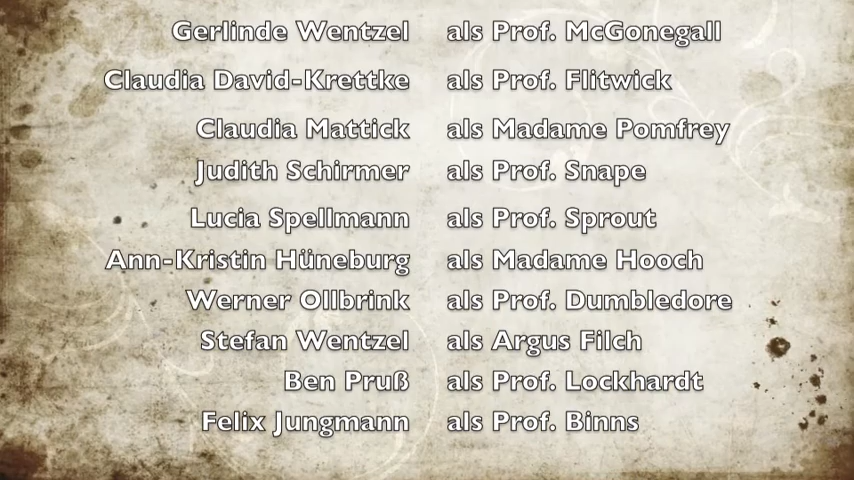 Gerlinde Wentzel als Prof. McGonegall
Claudia David-Krettke als Prof. Flitwick
Claudia Mattick als Madame Pomfrey
Judith Schirmer als Prof. Snape
Lucia Spellmann als Prof. Sprout
Ann-Kristin Hüneburg als Madame Hooch
Werner Ollbrink als Prof. Dumbledore
Stefan Wentzel als Argus Filch
Ben Pruß als Prof. Lockhardt
Felix Jungmann als Prof. Binns